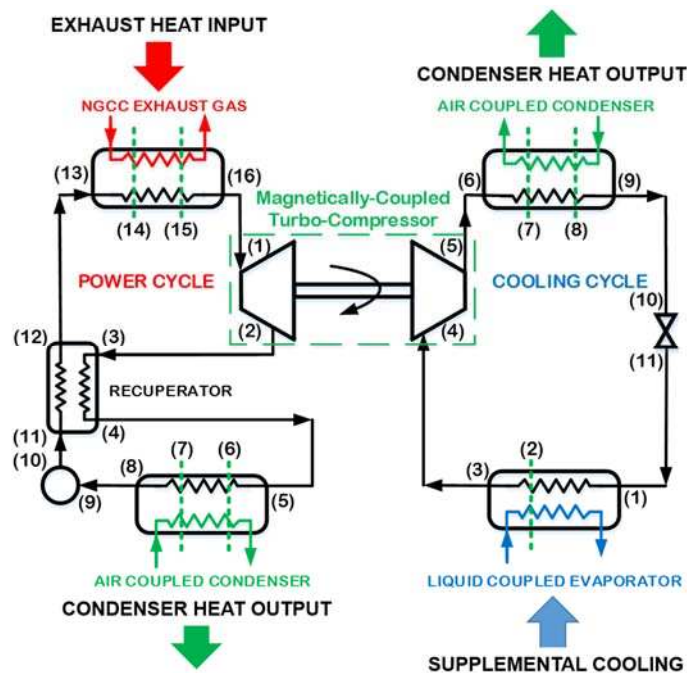 EXHAUST HEAT INPUT
NGCC EXHAUST GAS
(13)
(16)
(14)
(15)
CONDENSER HEAT OUTPUT
AIR COUPLED CONDENSER
(6)
(9)
(7)
(8)
Magnetically-Coupled
Turbo-Compressor
(1)
(5)
POWER CYCLE
COOLING CYCLE
(2)
(4)
(10)
(11)
(12)
(3)
RECUPERATOR
(11)
(4)
(10)
(9)
(8)
(7)
(6)
(5)
AIR COUPLED CONDENSER
CONDENSER HEAT OUTPUT
(3)
(2)
(1)
LIQUID COUPLED EVAPORATOR
SUPPLEMENTAL COOLING